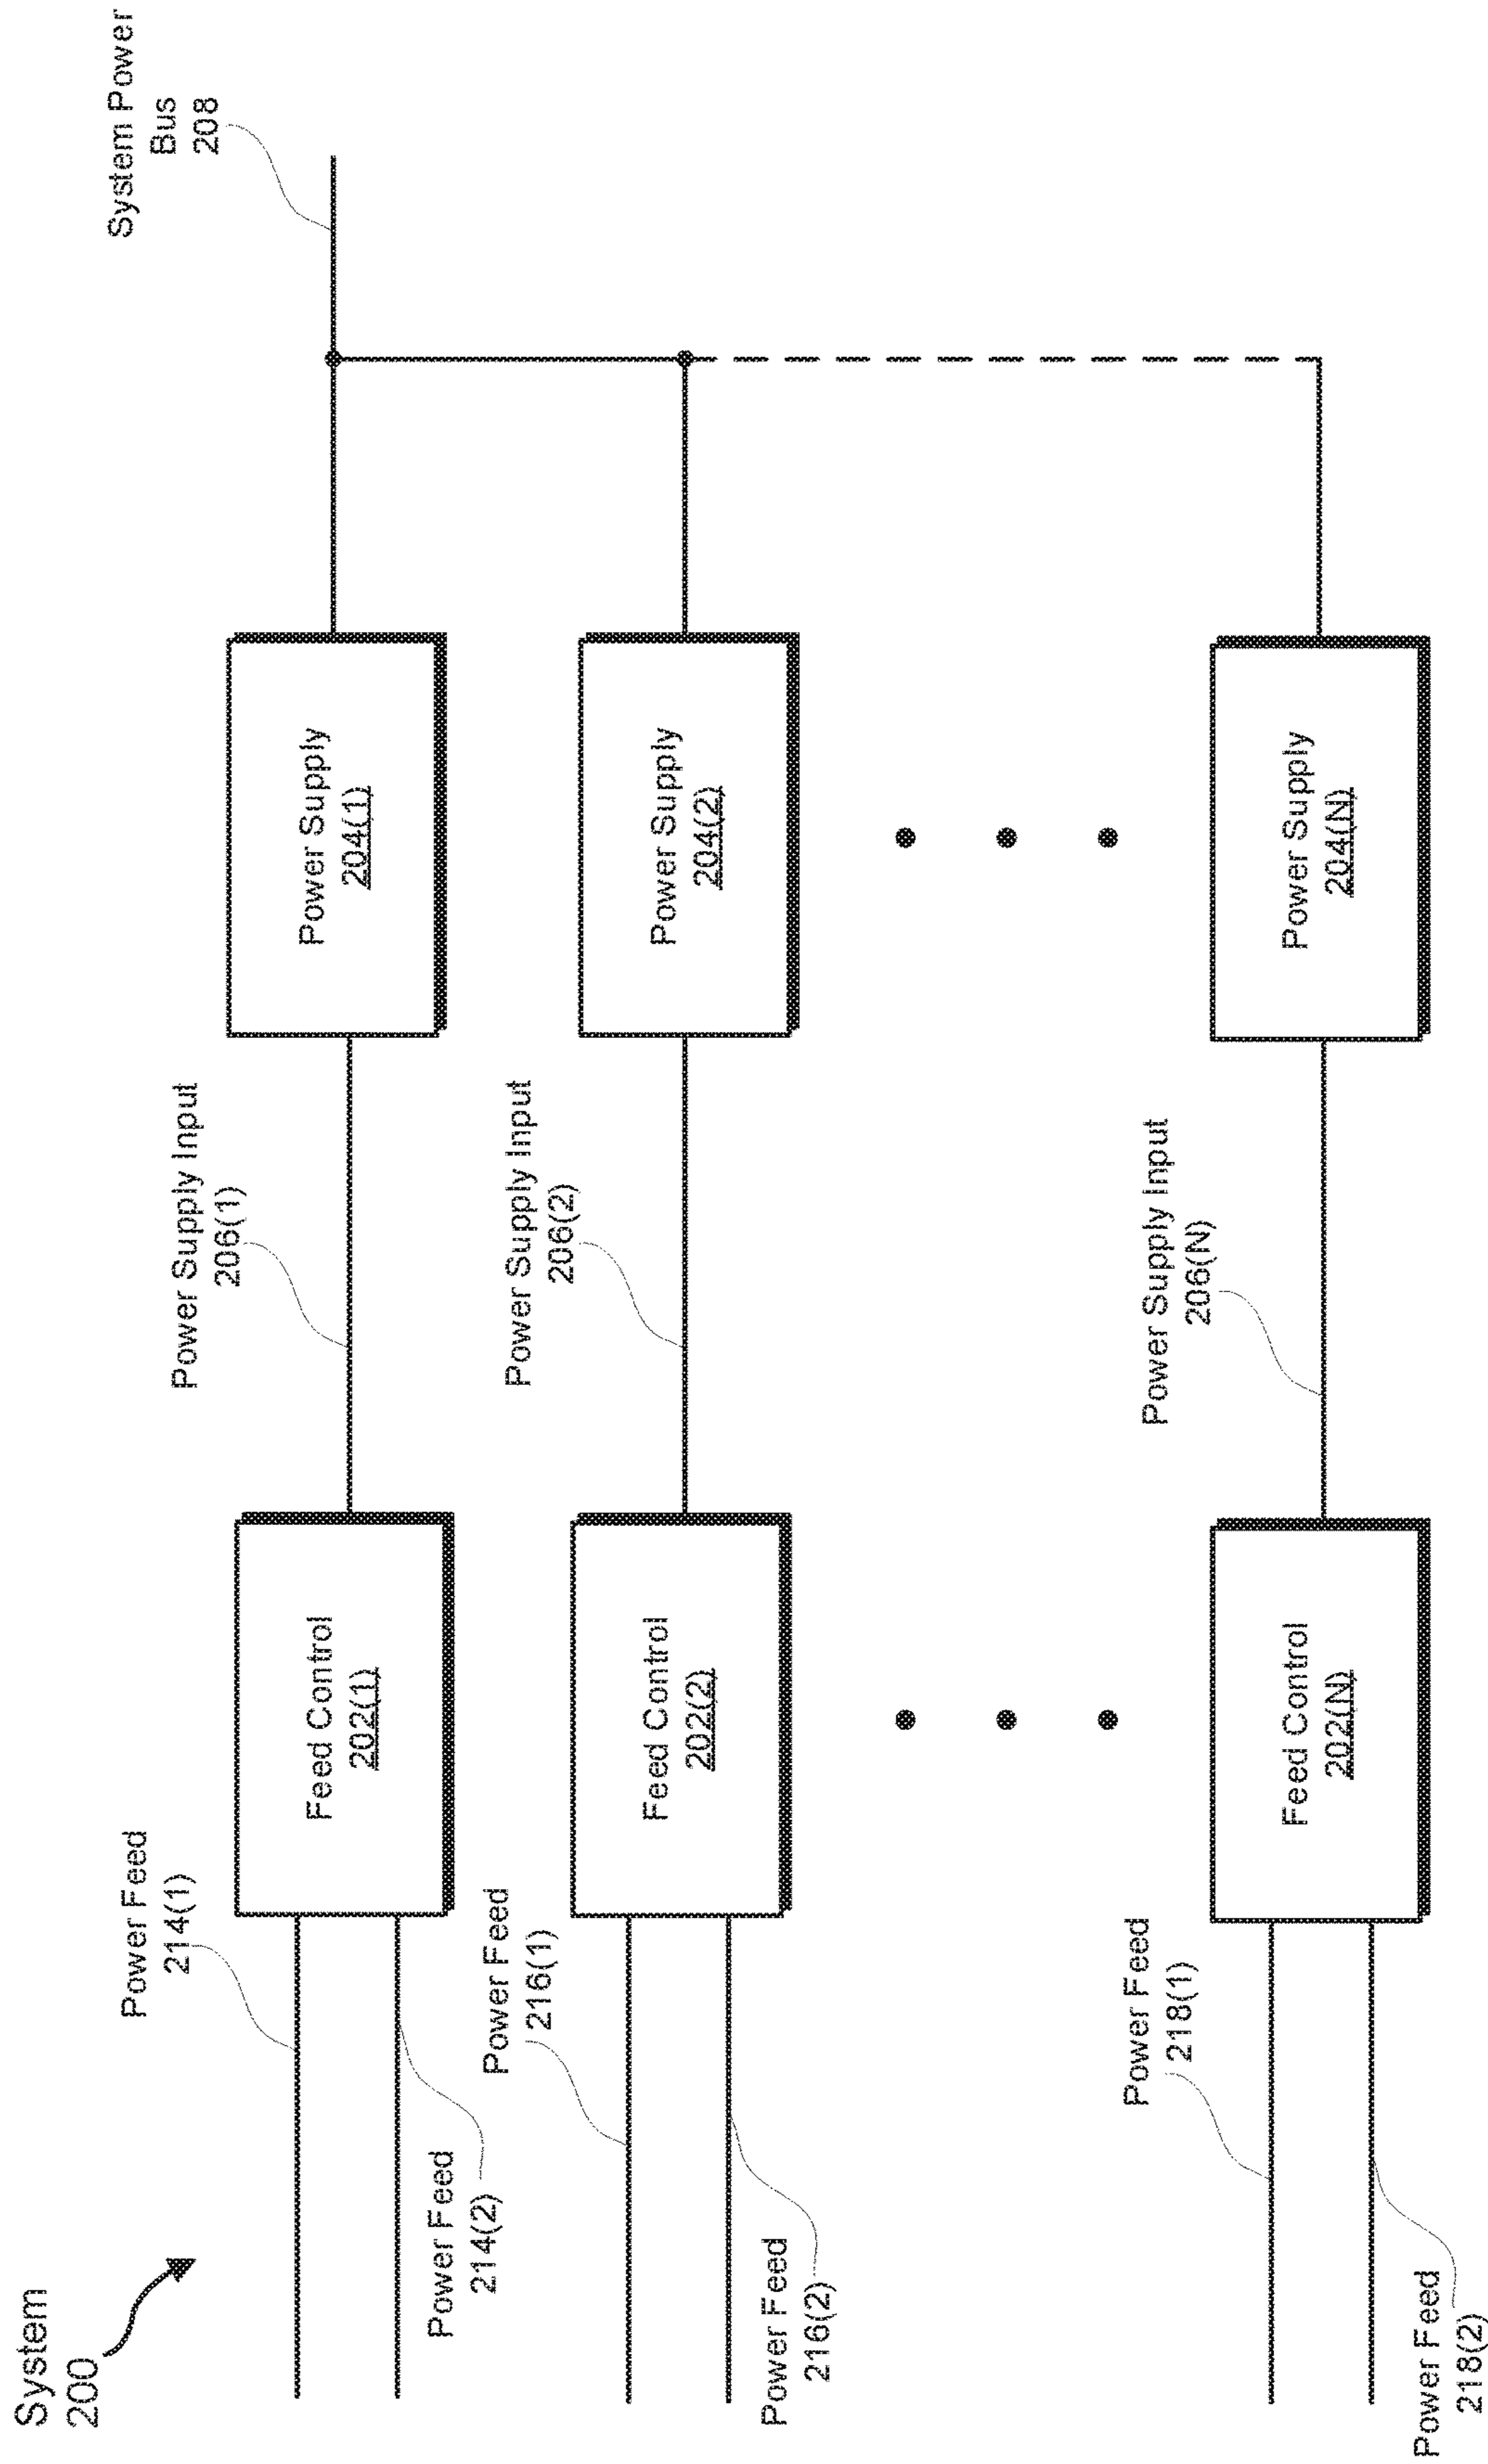 System
200
Power Feed
214(1)
Power Feed
214(2)
Feed Control
202(1)
Power Supply Input
206(1)
Power Supply
204(1)
System Power
Bus
208
Power Feed
216(1)
Power Feed
216(2)
Feed Control
202(2)
Power Supply Input
206(2)
Power Supply
204(2)
Power Feed
218(1)
Power Feed
218(2)
Feed Control
202(N)
Power Supply Input
206(N)
Power Supply
204(N)